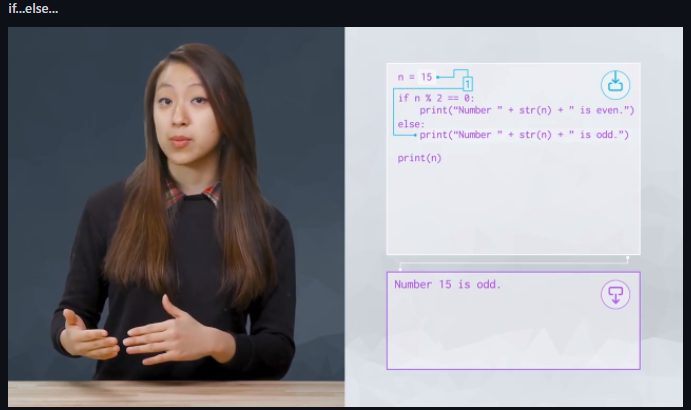 if...else...
n = 15
1
if n % 2 == 0:
print("Number " + str(n) + " is even.")
else:
print("Number " + str(n) + " is odd.")
print(n)
Number 15 is odd.